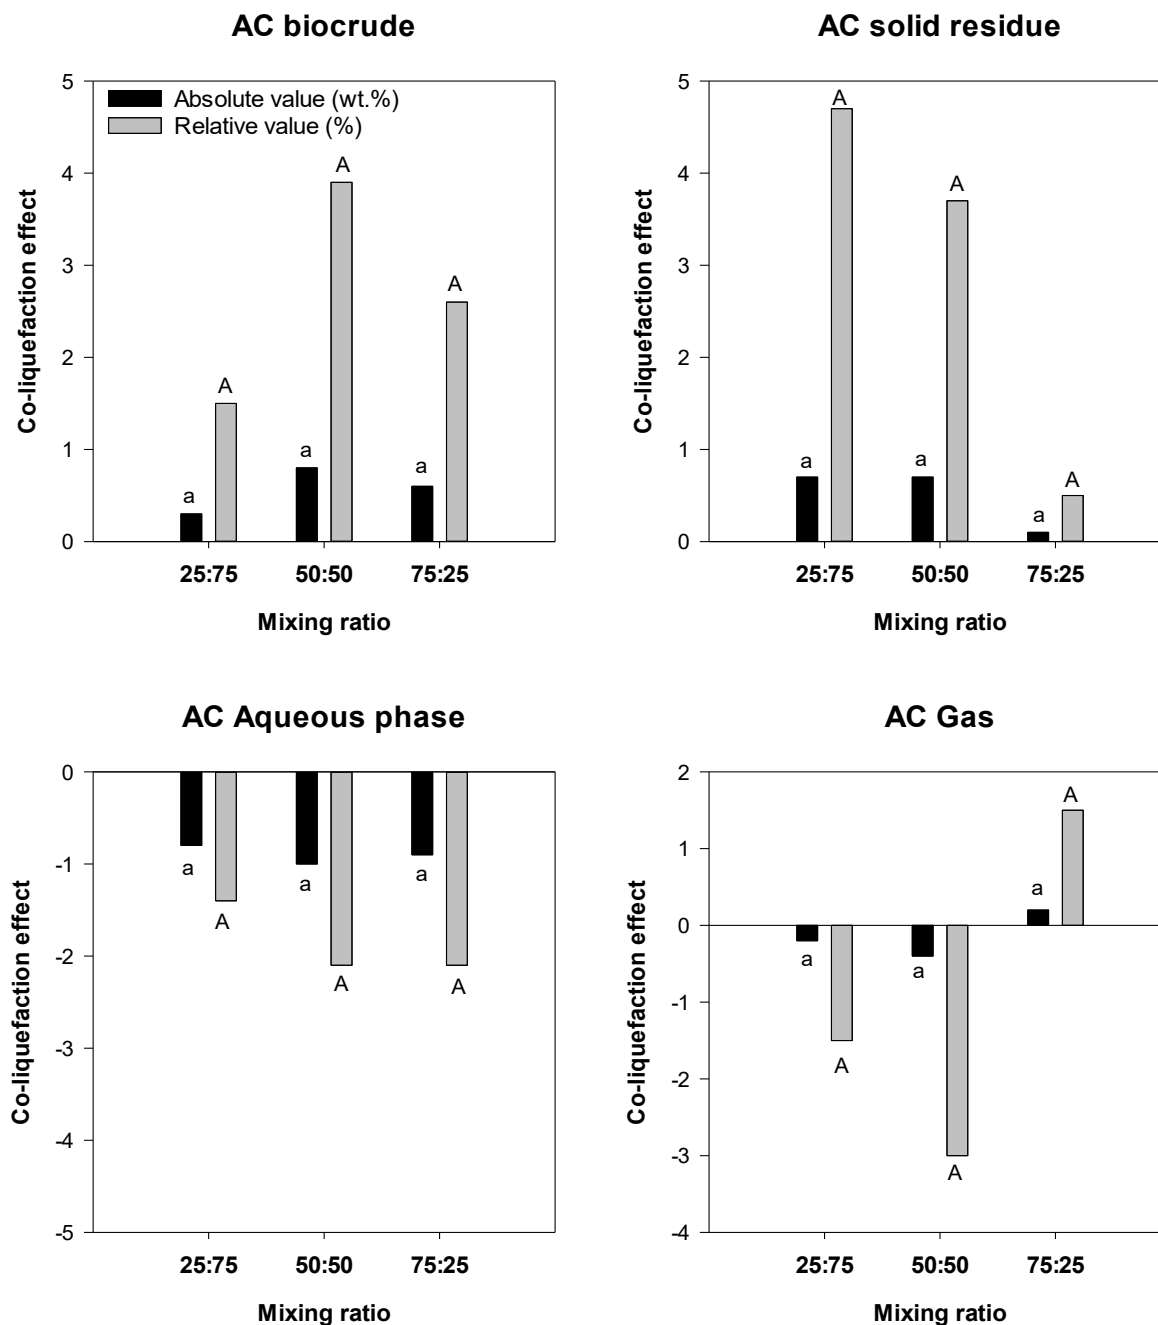 AC biocrude
5
4
3
2
1
0
Co-liquefaction effect
Absolute value (wt.%)
Relative value (%)
a
A
a
A
a
A
25:75
50:50
75:25
Mixing ratio
AC solid residue
5
4
3
2
1
0
Co-liquefaction effect
a
A
a
A
a
A
25:75
50:50
75:25
Mixing ratio
AC Aqueous phase
0
-1
-2
-3
-4
-5
Co-liquefaction effect
a
A
a
A
a
A
25:75
50:50
75:25
Mixing ratio
AC Gas
2
1
0
-1
-2
-3
-4
Co-liquefaction effect
a
A
a
A
a
A
25:75
50:50
75:25
Mixing ratio